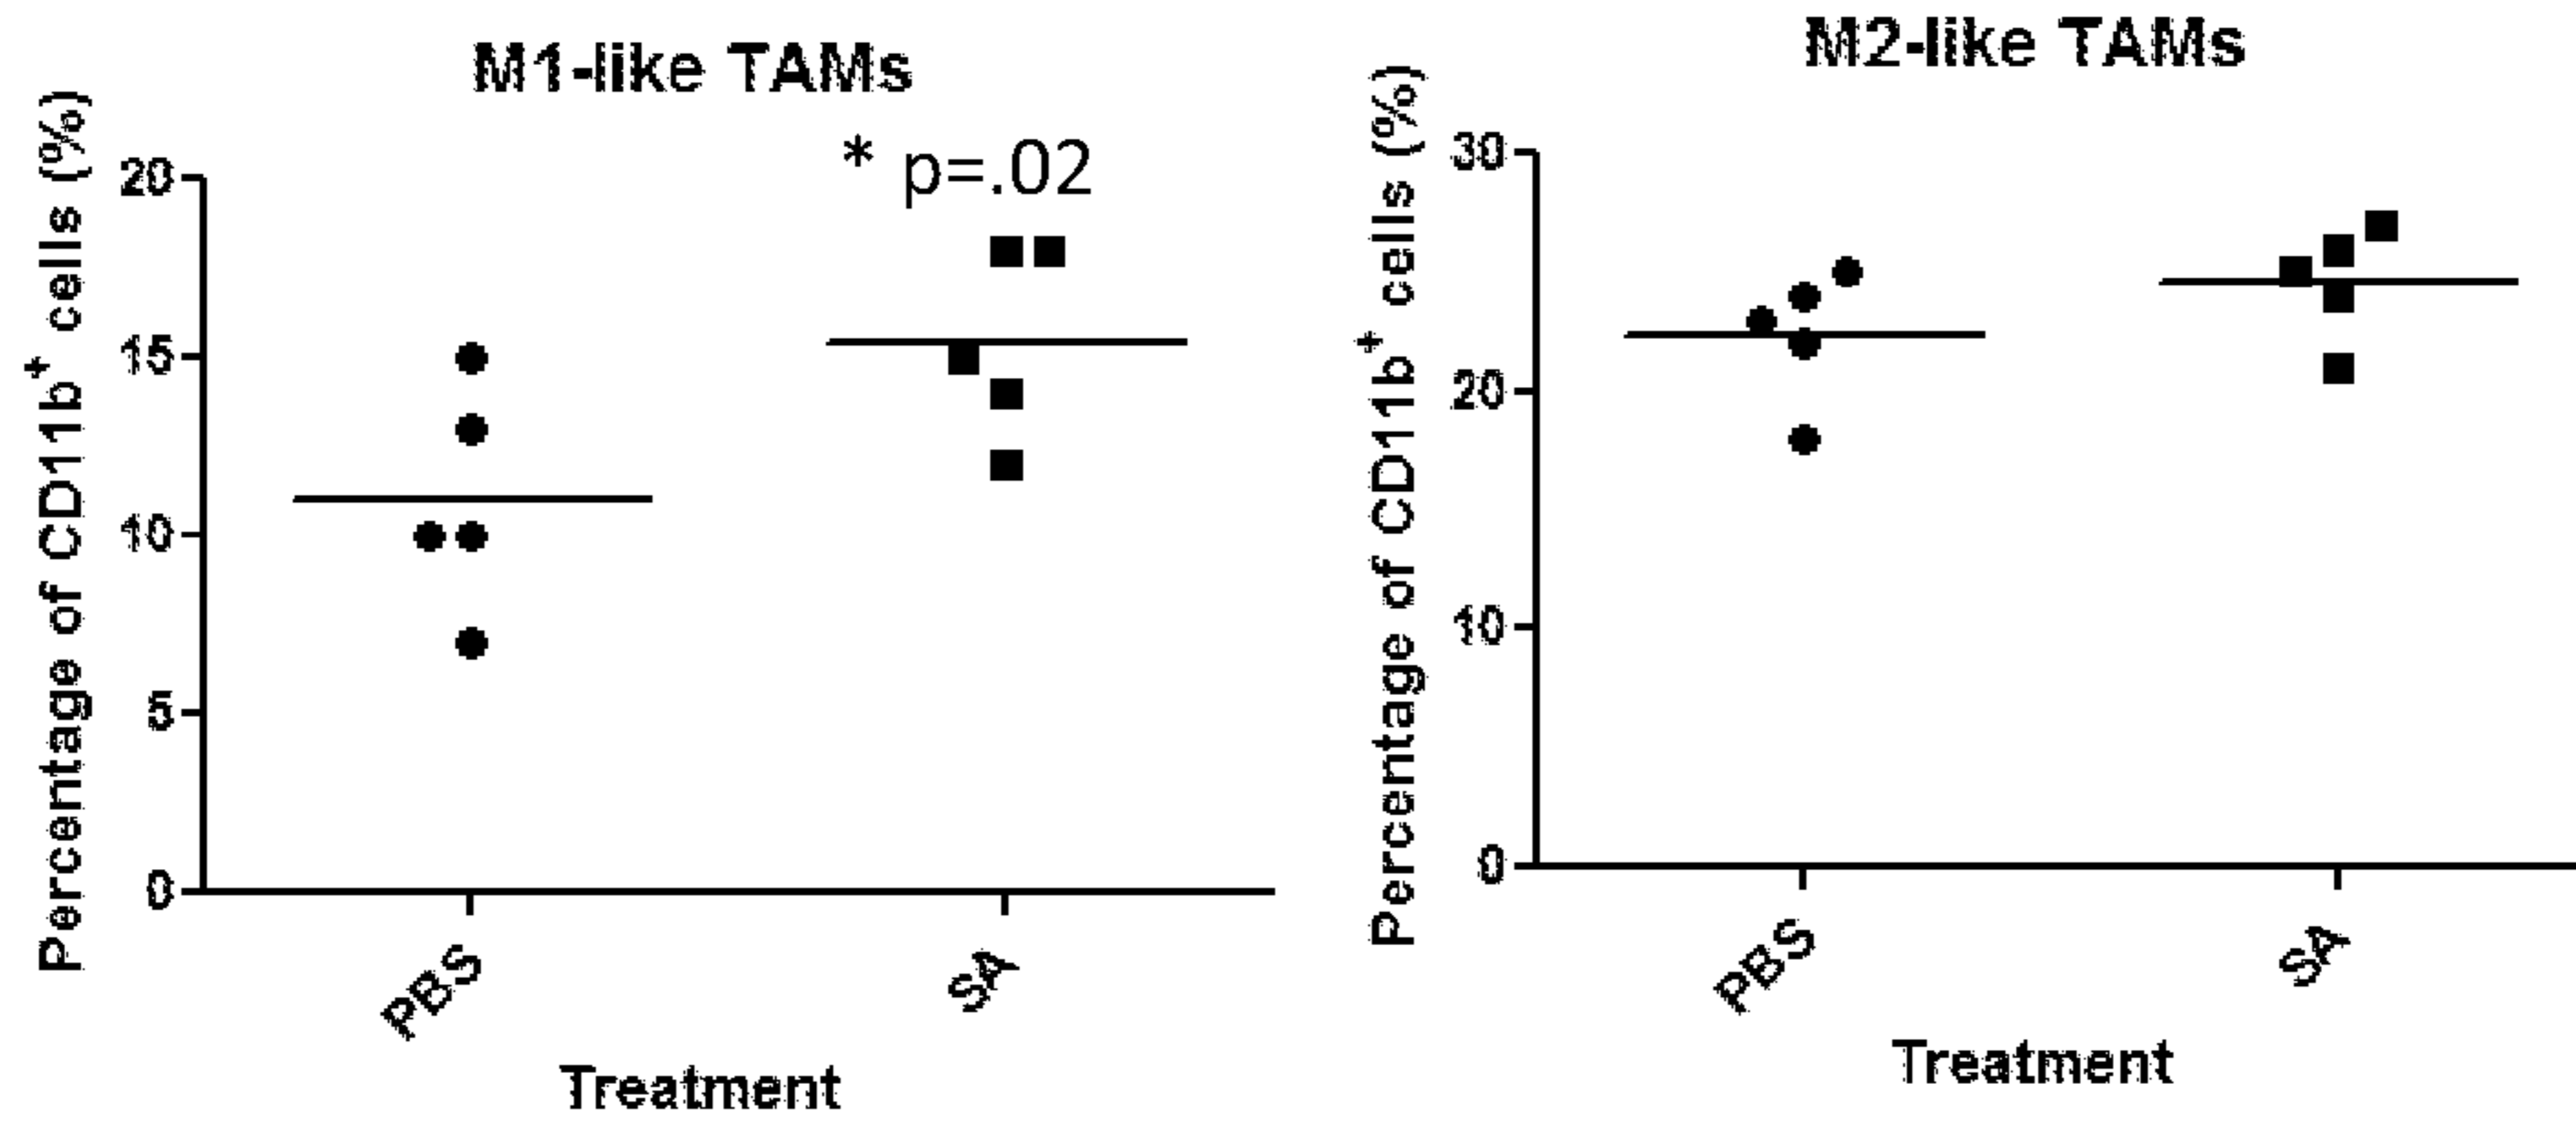 M1-like TAMs
* p=.02
Percentage of CD11b+ cells (%)
20
15
10
5
0
PBS
SA
Treatment
M2-like TAMs
Percentage of CD11b+ cells (%)
30
20
10
0
PBS
SA
Treatment